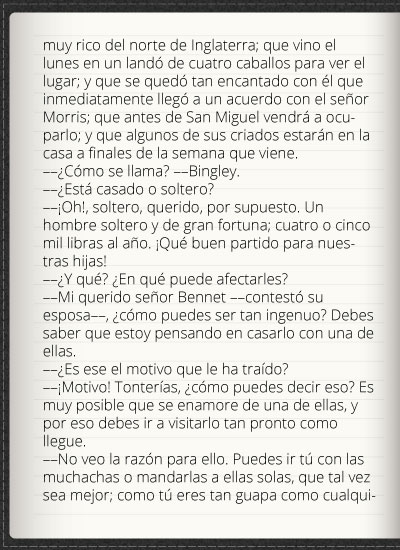 muy rico del norte de Inglaterra; que vino el
lunes en un landó de cuatro caballos para ver el
lugar; y que se quedó tan encantado con él que
inmediatamente llegó a un acuerdo con el señor
Morris; que antes de San Miguel vendrá a ocu-
parlo; y que algunos de sus criados estarán en la
casa a finales de la semana que viene.
––¿Cómo se llama? ––Bingley.
––¿Está casado o soltero?
––¡Oh!, soltero, querido, por supuesto. Un
hombre soltero y de gran fortuna; cuatro o cinco
mil libras al año. ¡Qué buen partido para nues-
tras hijas!
––¿Y qué? ¿En qué puede afectarles?
––Mi querido señor Bennet ––contestó su
esposa––, ¿cómo puedes ser tan ingenuo? Debes
saber que estoy pensando en casarlo con una de
ellas.
––¿Es ese el motivo que le ha traído?
––¡Motivo! Tonterías, ¿cómo puedes decir eso? Es
muy posible que se enamore de una de ellas, y
por eso debes ir a visitarlo tan pronto como
llegue.
––No veo la razón para ello. Puedes ir tú con las
muchachas o mandarlas a ellas solas, que tal vez
sea mejor; como tú eres tan guapa como cualqui-